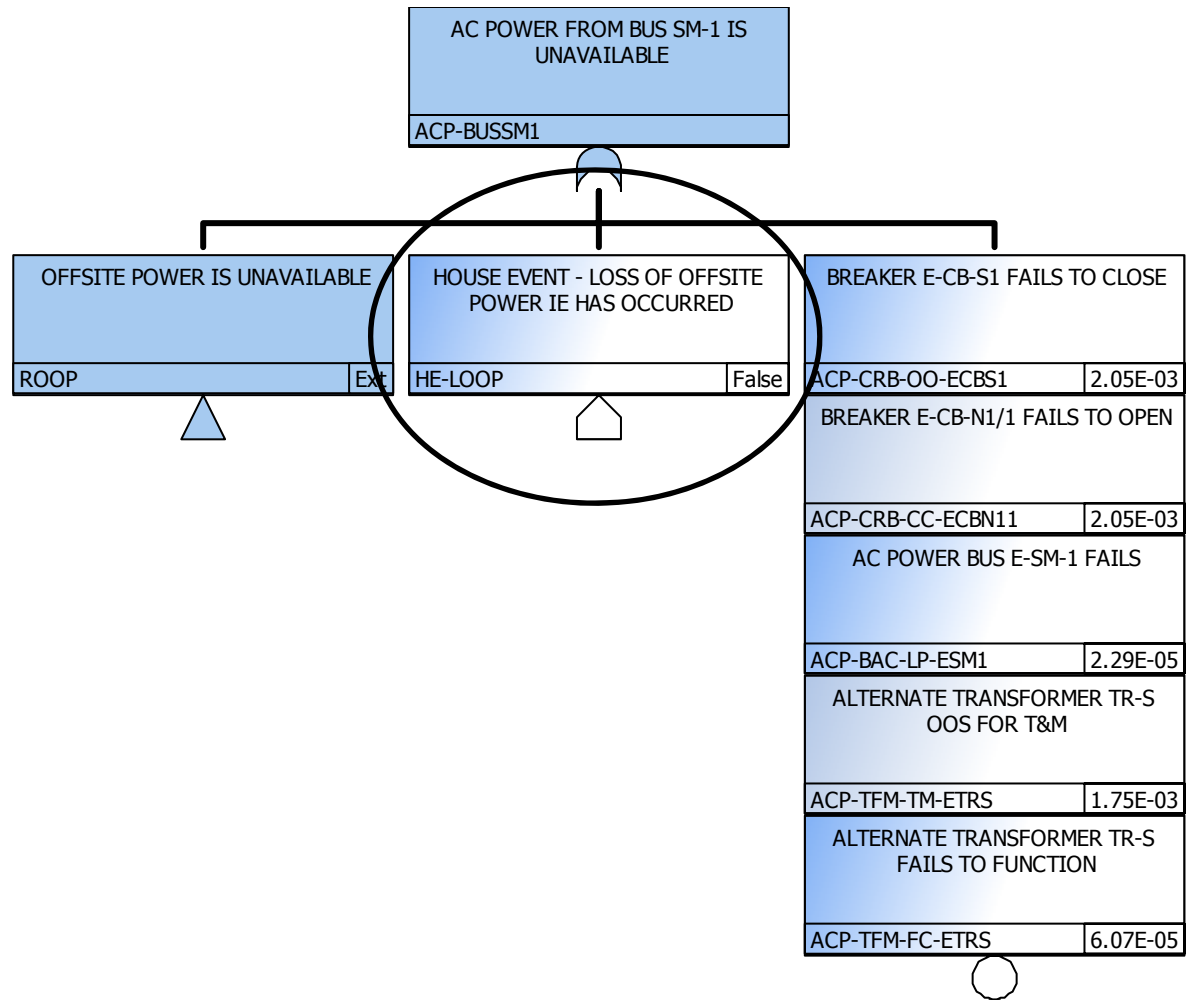 AC POWER FROM BUS SM-1 IS
UNAVAILABLE
ACP-BUSSM1
OFFSITE POWER IS UNAVAILABLE
ROOP Ext
HOUSE EVENT - LOSS OF OFFSITE
POWER IE HAS OCCURRED
HE-LOOP False
BREAKER E-CB-S1 FAILS TO CLOSE
ACP-CRB-OO-ECBS1 2.05E-03
BREAKER E-CB-N1/1 FAILS TO OPEN
ACP-CRB-CC-ECBN11 2.05E-03
AC POWER BUS E-SM-1 FAILS
ACP-BAC-LP-ESM1 2.29E-05
ALTERNATE TRANSFORMER TR-S
OOS FOR T&M
ACP-TFM-TM-ETRS 1.75E-03
ALTERNATE TRANSFORMER TR-S
FAILS TO FUNCTION
ACP-TFM-FC-ETRS 6.07E-05